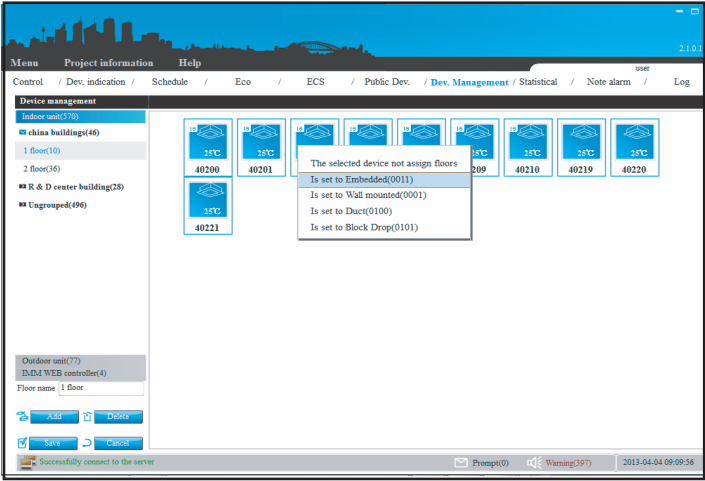 2.1.0.1
Menu Project information Help
user
Control / Dev. indication / Schedule / Eco / ECS / Public Dev. / Dev. Management / Statistical / Note alarm / Log
Device management
Indoor unit(570)
china buildings(46)
1 floor(10)
2 floor(36)
R & D center building(28)
Ungrouped(496)
25℃ 25℃ 25℃ 25℃ 25℃ 25℃
40200 40201 209 40210 40219 40220
25℃
40221
The selected device not assign floors
Is set to Embedded(0011)
Is set to Wall mounted(0001)
Is set to Duct(0100)
Is set to Block Drop(0101)
Outdoor unit(77)
IMM WEB controller(4)
Floor name 1 floor
Add Delete
Save Cancel
Successfully connect to the server Prompt(0) Warning(397) 2013-04-04 09:09:56